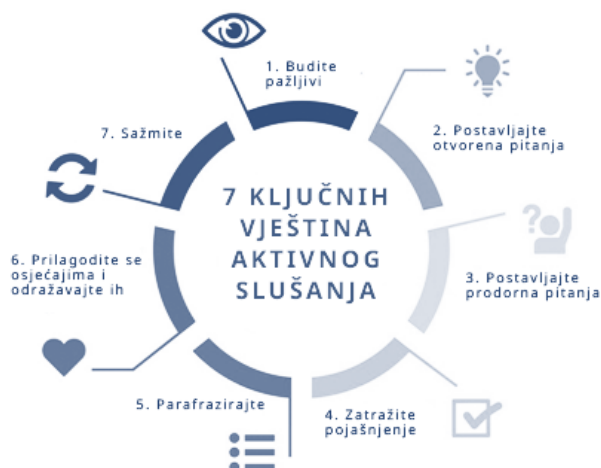 7 KLJUČNIH
VJEŠTINA
AKTIVNOG
SLUŠANJA
1. Budite
pažljivi
2. Postavljajte
otvorena pitanja
3. Postavljajte
prodorna pitanja
4. Zatražite
pojašnjenje
5. Parafrazirajte
6. Prilagodite se
osjećajima i
odražavajte ih
7. Sažmite